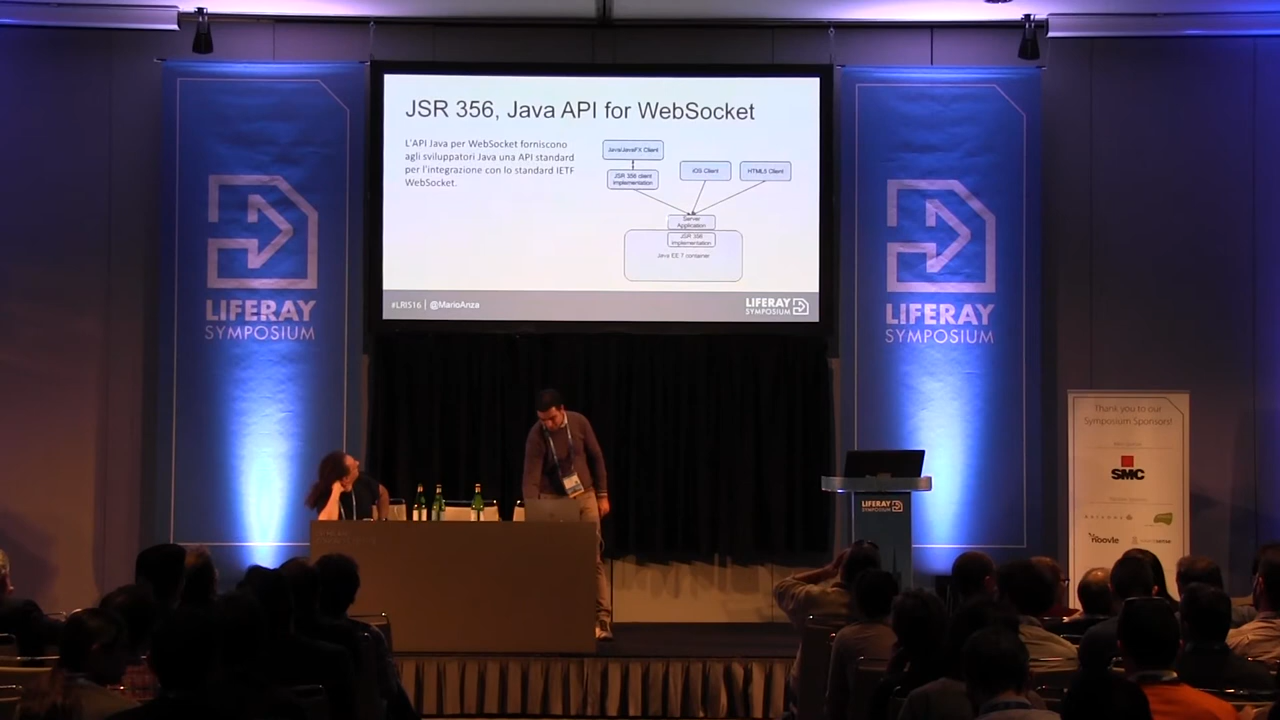 JSR 356, Java API for WebSocket
L'API Java per WebSocket forniscono
agli sviluppatori Java una API standard
per l'integrazione con lo standard IETF
WebSocket.
Java/JavaFX Client
JSR 356 client
implementation
iOS Client
HTML5 Client
Server
Application
JSR 356
implementation
Java EE 7 container
#LRIS16 | @MarioAnza
LIFERAY
SYMPOSIUM
LIFERAY
SYMPOSIUM
LIFERAY
SYMPOSIUM
LIFERAY
SYMPOSIUM
Thank you to our
Symposium Sponsors!
SMC
noovle